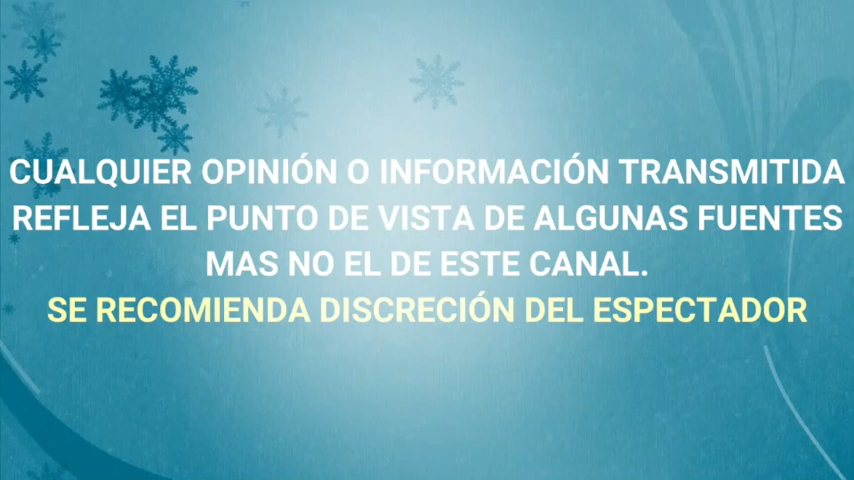 CUALQUIER OPINIÓN O INFORMACIÓN TRANSMITIDA
REFLEJA EL PUNTO DE VISTA DE ALGUNAS FUENTES
MAS NO EL DE ESTE CANAL.
SE RECOMIENDA DISCRECIÓN DEL ESPECTADOR